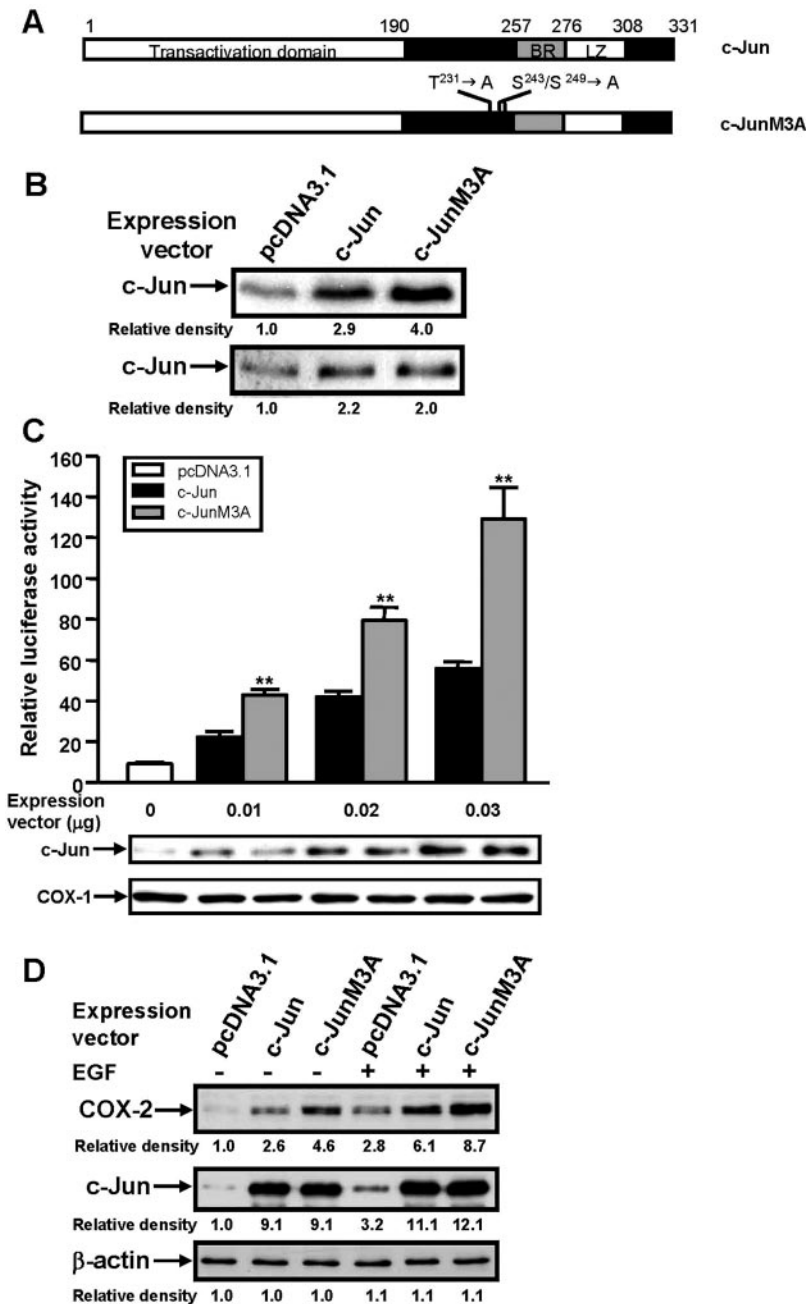 A
1 190 257 276 308 331
Transactivation domain BR LZ c-Jun
T231→ A S243/S 249→ A
c-JunM3A
B
Expression vector pcDNA3.1 c-Jun c-JunM3A
c-Jun
Relative density 1.0 2.9 4.0
c-Jun
Relative density 1.0 2.2 2.0
C
160
140
120
100
80
60
40
20
0
Relative luciferase activity
pcDNA3.1
c-Jun
c-JunM3A
**
**
**
Expression vector (μg) 0 0.01 0.02 0.03
c-Jun
COX-1
D
Expression vector pcDNA3.1 c-Jun c-JunM3A pcDNA3.1 c-Jun c-JunM3A
EGF - - - + + +
COX-2
Relative density 1.0 2.6 4.6 2.8 6.1 8.7
c-Jun
Relative density 1.0 9.1 9.1 3.2 11.1 12.1
β-actin
Relative density 1.0 1.0 1.0 1.1 1.1 1.1